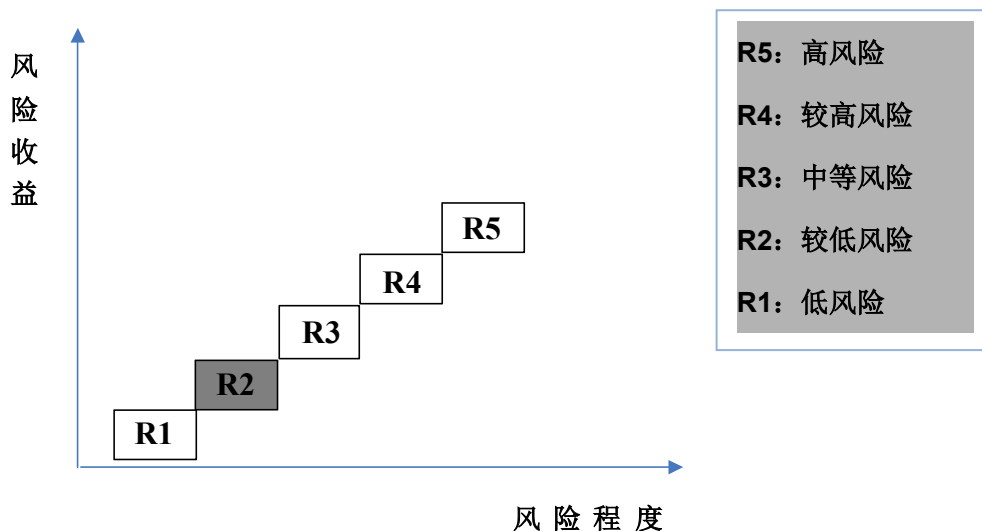 风险收益
R5
R4
R3
R2
R1
风险程度
R5：高风险
R4：较高风险
R3：中等风险
R2：较低风险
R1：低风险